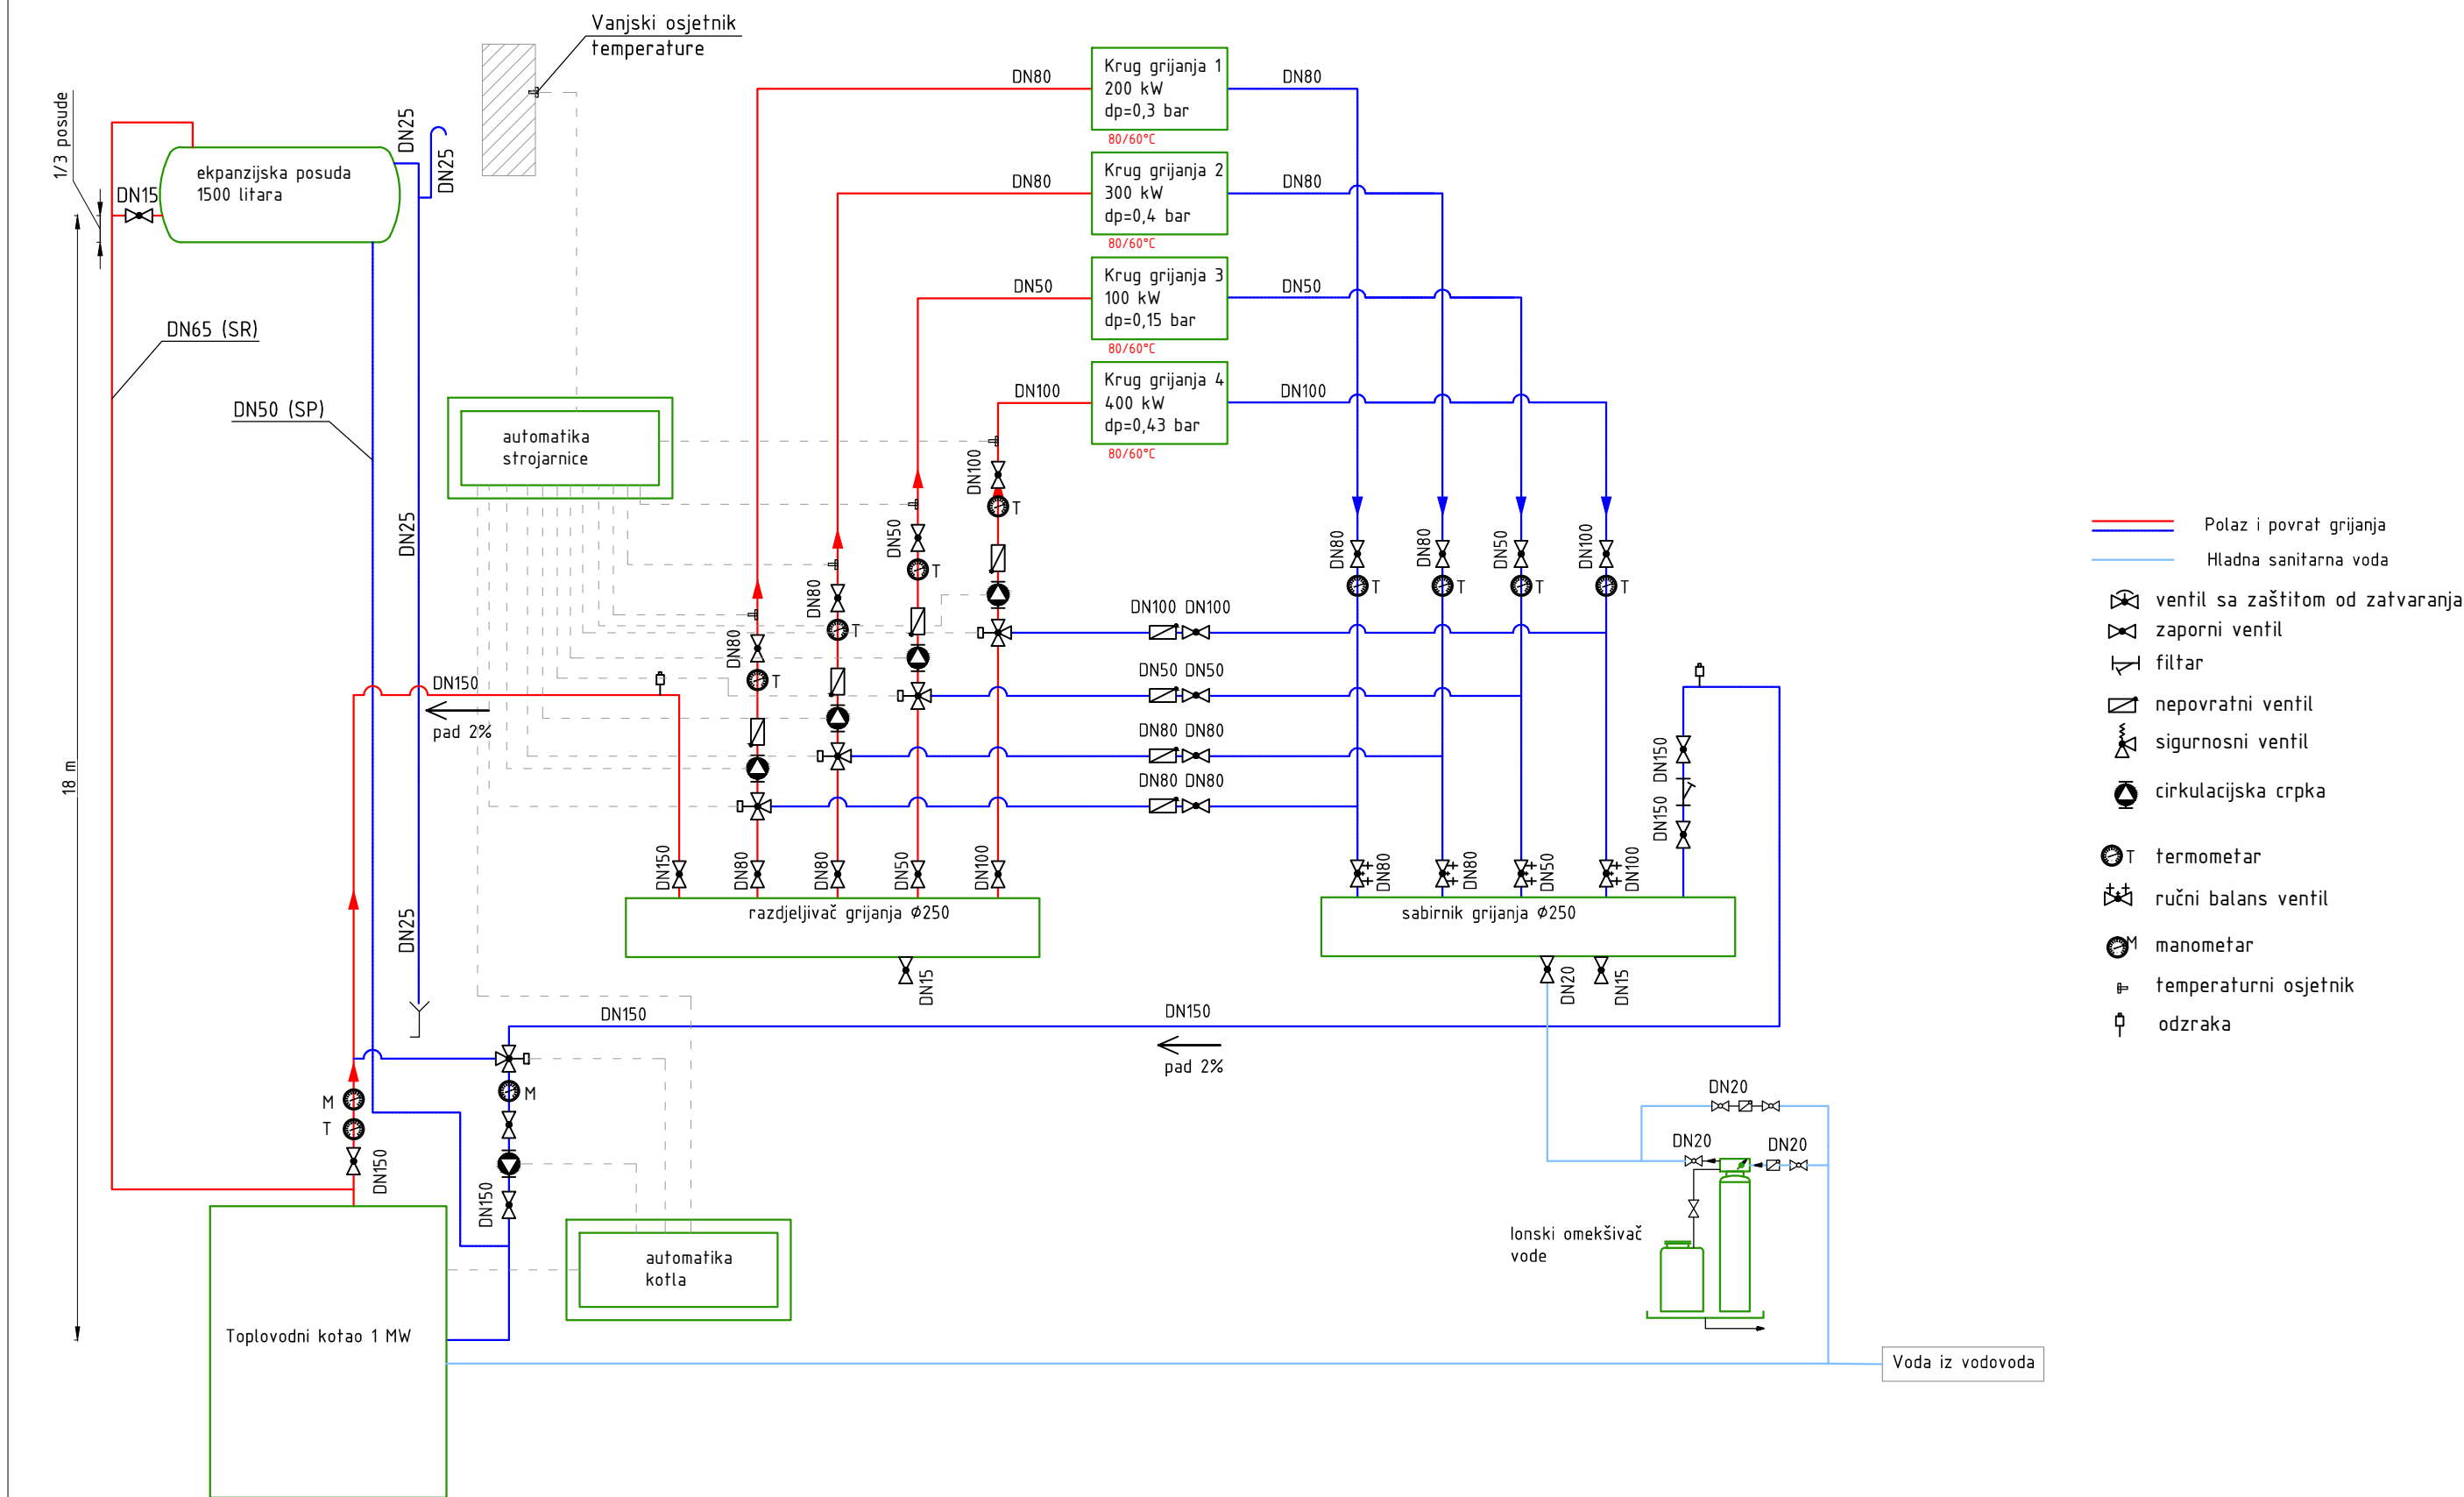 Vanjski osjetnik
temperature
1/3 posude
DN25
DN25
DN15
ekpanzijska posuda
1500 litara
DN65 (SR)
DN50 (SP)
18 m
DN25
DN25
automatika
strojarnice
DN80
Krug grijanja 1
200 kW
dp=0,3 bar
80/60°C
DN80
DN80
Krug grijanja 2
300 kW
dp=0,4 bar
80/60°C
DN80
DN50
Krug grijanja 3
100 kW
dp=0,15 bar
80/60°C
DN50
DN100
Krug grijanja 4
400 kW
dp=0,43 bar
80/60°C
DN100
DN100
T
DN50
T
DN80
T
DN80
T
DN80
T
DN80
T
DN50
T
DN100
T
DN100 DN100
DN50 DN50
DN80 DN80
DN80 DN80
DN150
pad 2%
DN150
DN80
DN80
DN50
DN100
razdjeljivač grijanja Ø250
DN15
DN150
DN150
DN80
DN80
DN50
DN100
sabirnik grijanja Ø250
DN20
DN15
DN150
DN150
pad 2%
M
T
DN150
M
DN150
automatika
kotla
Toplovodni kotao 1 MW
DN20
DN20
DN20
Ionski omekšivač
vode
Voda iz vodovoda
Polaz i povrat grijanja
Hladna sanitarna voda
ventil sa zaštitom od zatvaranja
zaporni ventil
filtar
nepovratni ventil
sigurnosni ventil
cirkulacijska crpka
T termometar
ručni balans ventil
M manometar
temperaturni osjetnik
odzraka